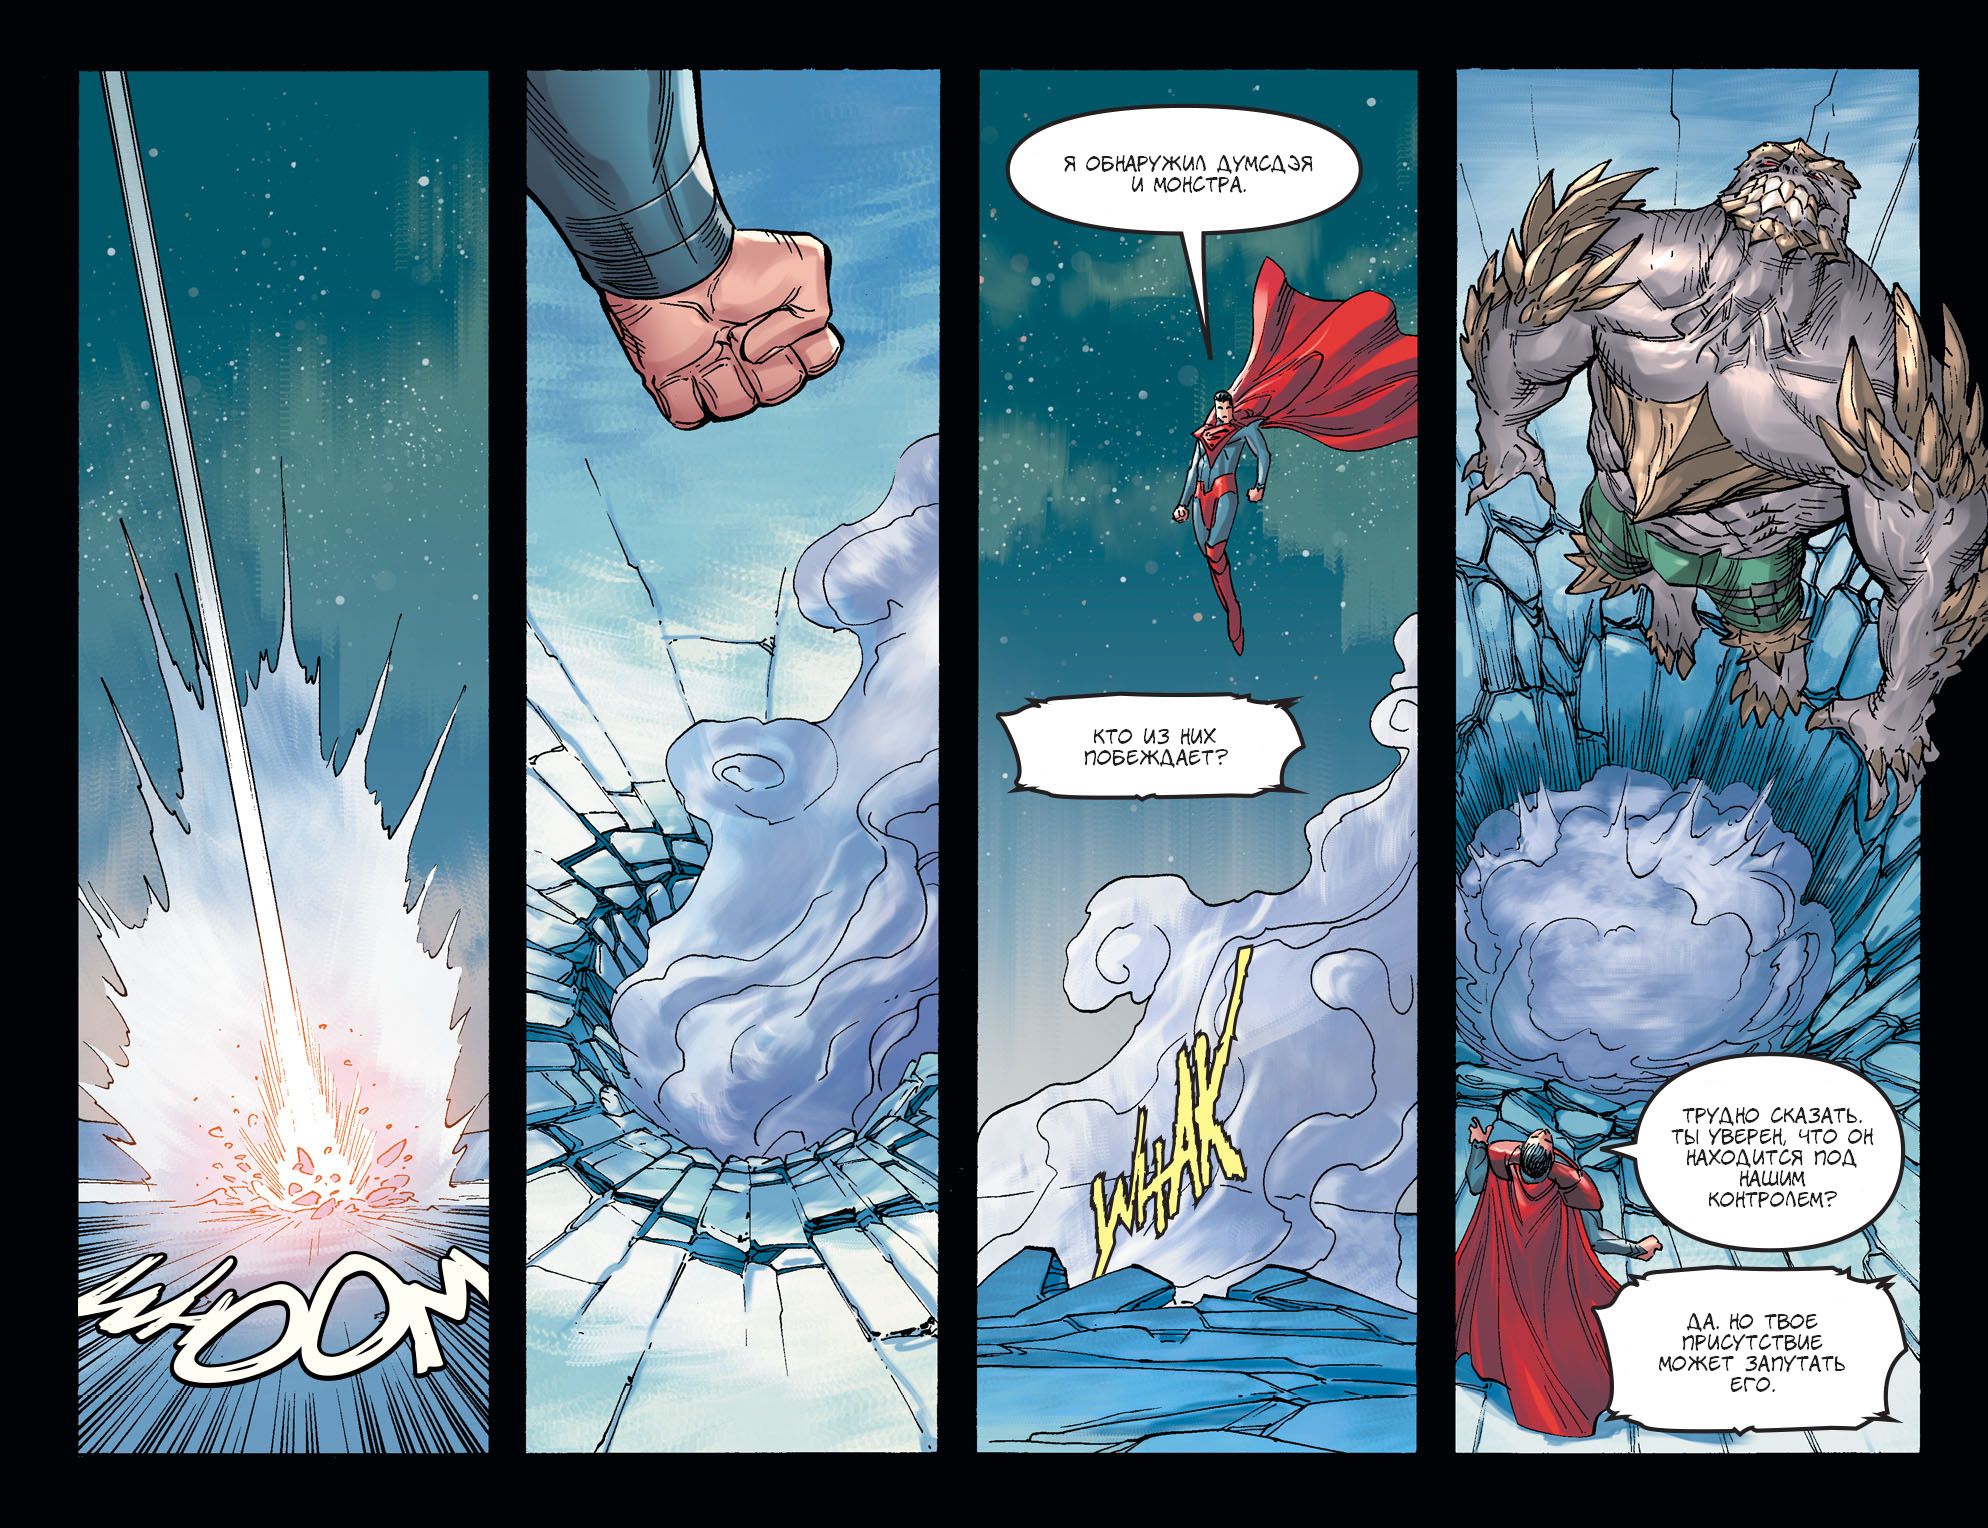 WHOOM
Я ОБНАРУЖИЛ ДУМСДЭЯ
И МОНСТРА.
КТО ИЗ НИХ
ПОБЕЖДАЕТ?
WHAK
ТРУДНО СКАЗАТЬ.
ТЫ УВЕРЕН, ЧТО ОН
НАХОДИТСЯ ПОД
НАШИМ
КОНТРОЛЕМ?
ДА. НО ТВОЕ
ПРИСУТСТВИЕ
МОЖЕТ ЗАПУТАТЬ
ЕГО.